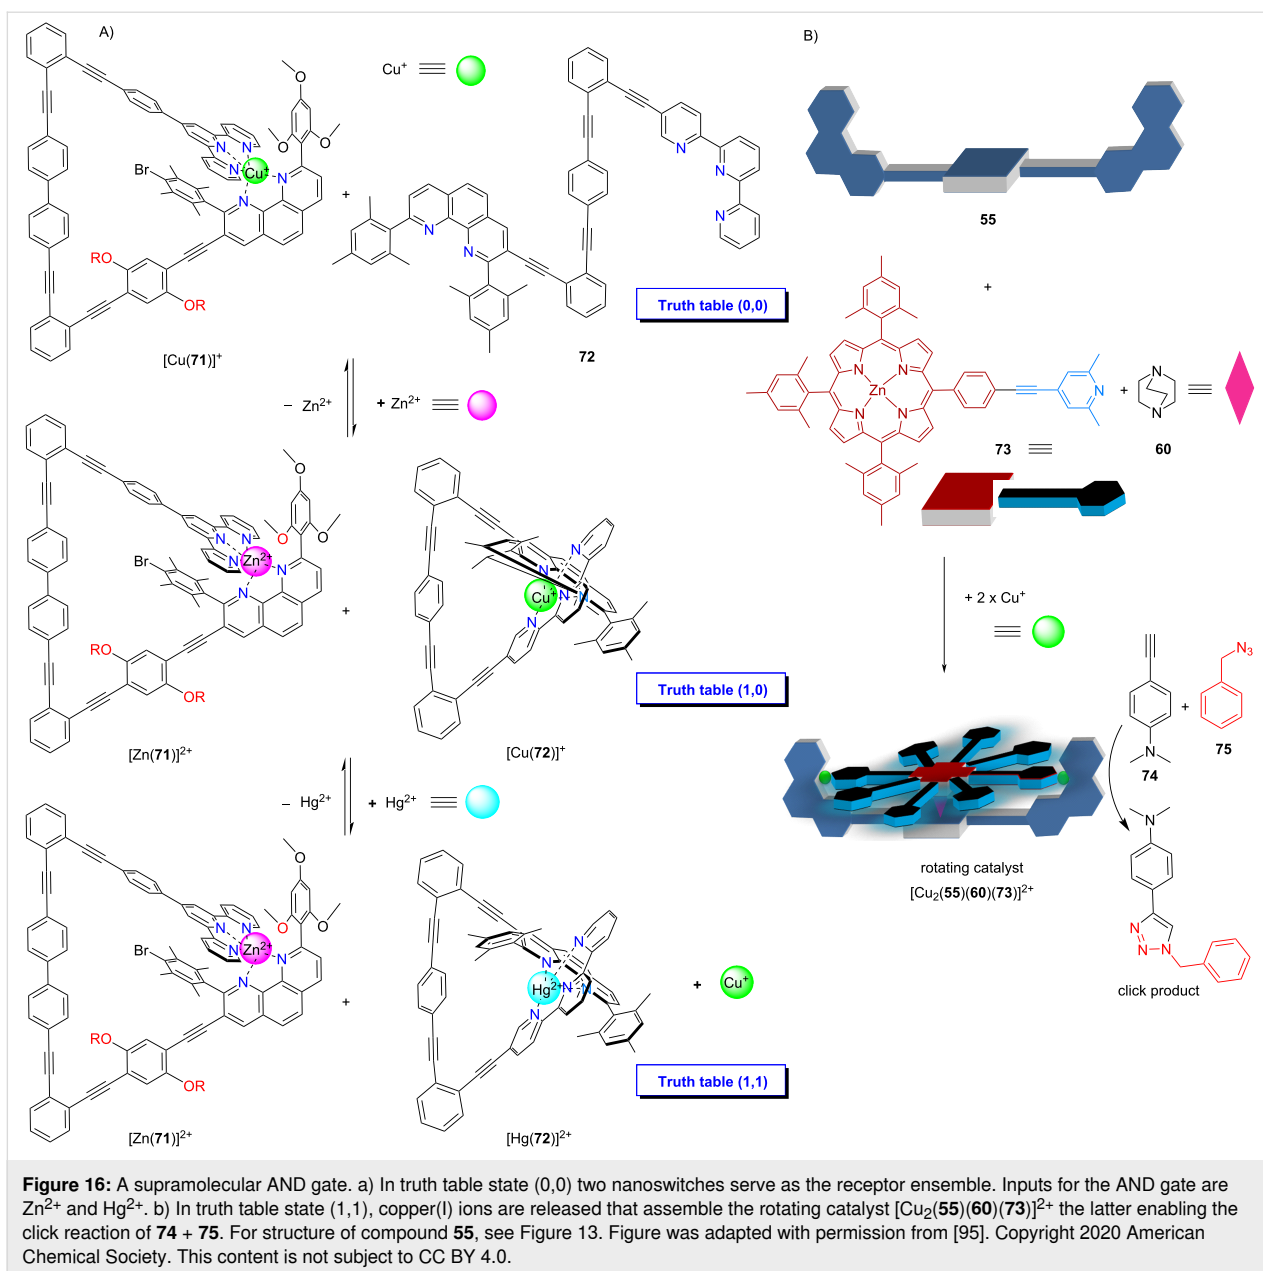 A)
Cu⁺
O
O
O
N
N
N
Cu⁺
N
N
Br
RO
OR
[Cu(71)]⁺
+
N
N
N
N
N
72
Truth table (0,0)
– Zn²⁺
+ Zn²⁺
O
O
O
N
N
N
Zn²⁺
N
N
Br
RO
OR
[Zn(71)]²⁺
+
N
N
Cu⁺
N
N
N
[Cu(72)]⁺
Truth table (1,0)
– Hg²⁺
+ Hg²⁺
O
O
O
N
N
N
Zn²⁺
N
N
Br
RO
OR
[Zn(71)]²⁺
+
N
N
Hg²⁺
N
N
N
[Hg(72)]²⁺
+
Cu⁺
Truth table (1,1)
B)
55
+
N
N
Zn
N
N
N
73
+
N
N
60
+ 2 x Cu⁺
rotating catalyst
[Cu₂(55)(60)(73)]²⁺
N
74
+
N₃
75
N
N
N
N
click product
Figure 16: A supramolecular AND gate. a) In truth table state (0,0) two nanoswitches serve as the receptor ensemble. Inputs for the AND gate are
Zn²⁺ and Hg²⁺. b) In truth table state (1,1), copper(I) ions are released that assemble the rotating catalyst [Cu₂(55)(60)(73)]²⁺ the latter enabling the
click reaction of 74 + 75. For structure of compound 55, see Figure 13. Figure was adapted with permission from [95]. Copyright 2020 American
Chemical Society. This content is not subject to CC BY 4.0.